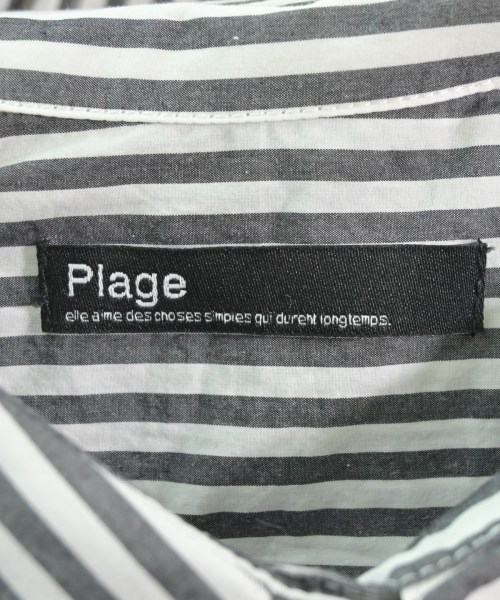 Plage
elle aime des choses simples qui durent longtemps.